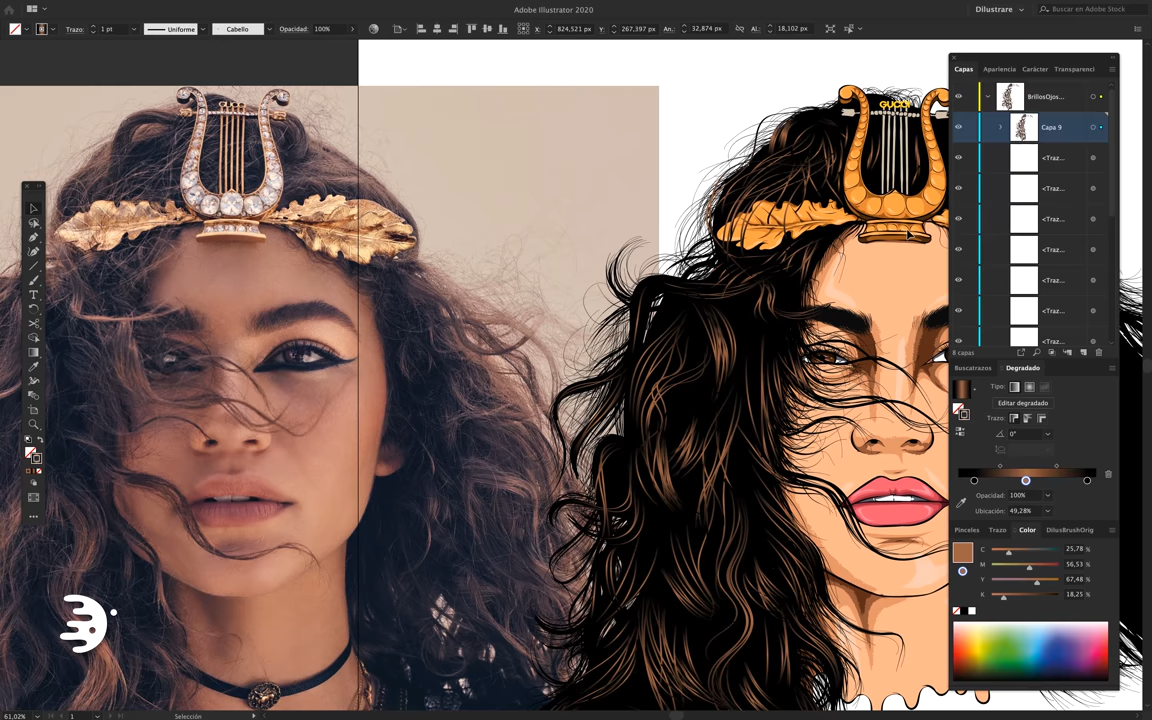 Adobe Illustrator 2020
Dilustrare
Buscar en Adobe Stock
Trazo: 1 pt Uniforme Cabello Opacidad: 100% X: 824,521 px Y: 267,397 px An.: 32,874 px Al.: 18,102 px
GUCCI
GUCCI
Capas Apariencia Carácter Transparenci
BrillosOjos...
Capa 9
<Traz...
<Traz...
<Traz...
<Traz...
<Traz...
<Traz...
<Traz...
8 capas
Buscatrazos Degradado
Tipo:
Editar degradado
Trazo:
0°
Opacidad: 100%
Ubicación: 49,28%
Pinceles Trazo Color DilusBrushOrig
C 25,78 %
M 56,53 %
Y 67,48 %
K 18,25 %
61,02% 1 Selección